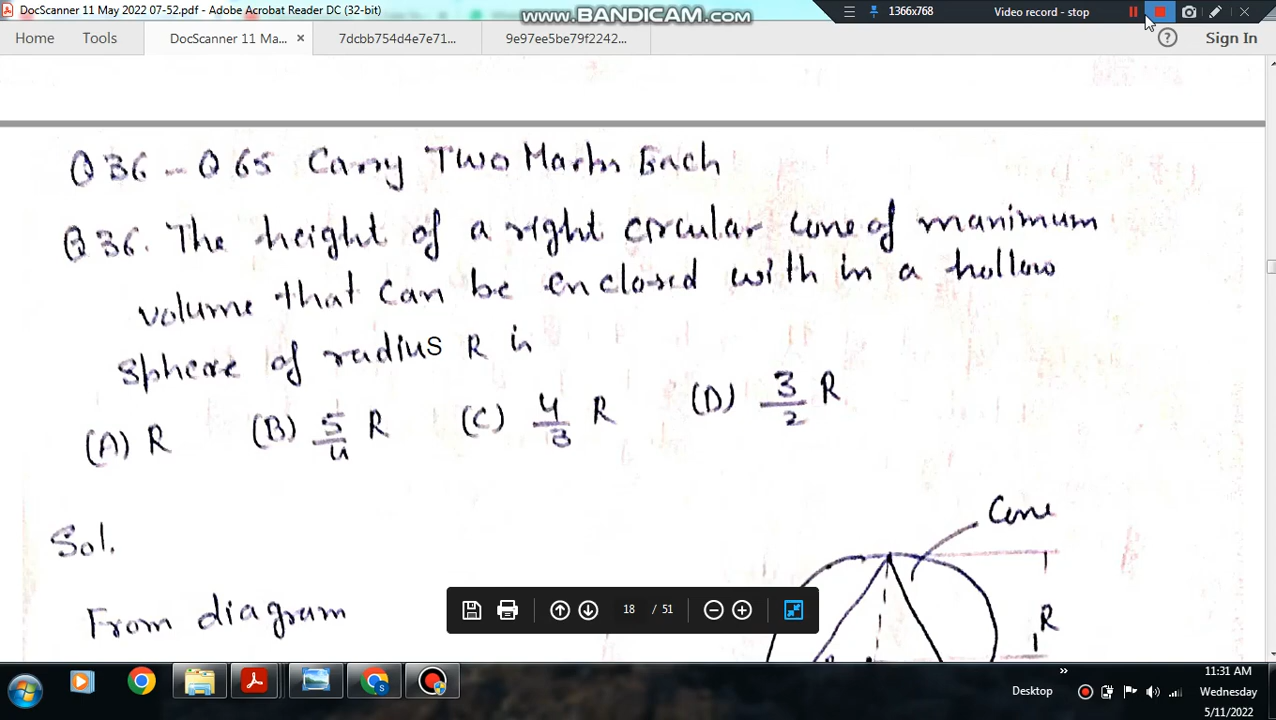 DocScanner 11 May 2022 07-52.pdf - Adobe Acrobat Reader DC (32-bit)
www.BANDICAM.com
1366x768
Video record - stop
Home Tools DocScanner 11 Ma... × 7dcbb754d4e7e71... 9e97ee5be79f2242... ? Sign In
Q36 - Q65 Carry Two Marks Each
Q36. The height of a right circular cone of manimum
volume that can be enclosed with in a hollow
sphere of radius R is
(A) R (B) 5/4 R (C) 4/3 R (D) 3/2 R
Cone
Sol.
From diagram
R
18 / 51
»
Desktop
11:31 AM
Wednesday
5/11/2022